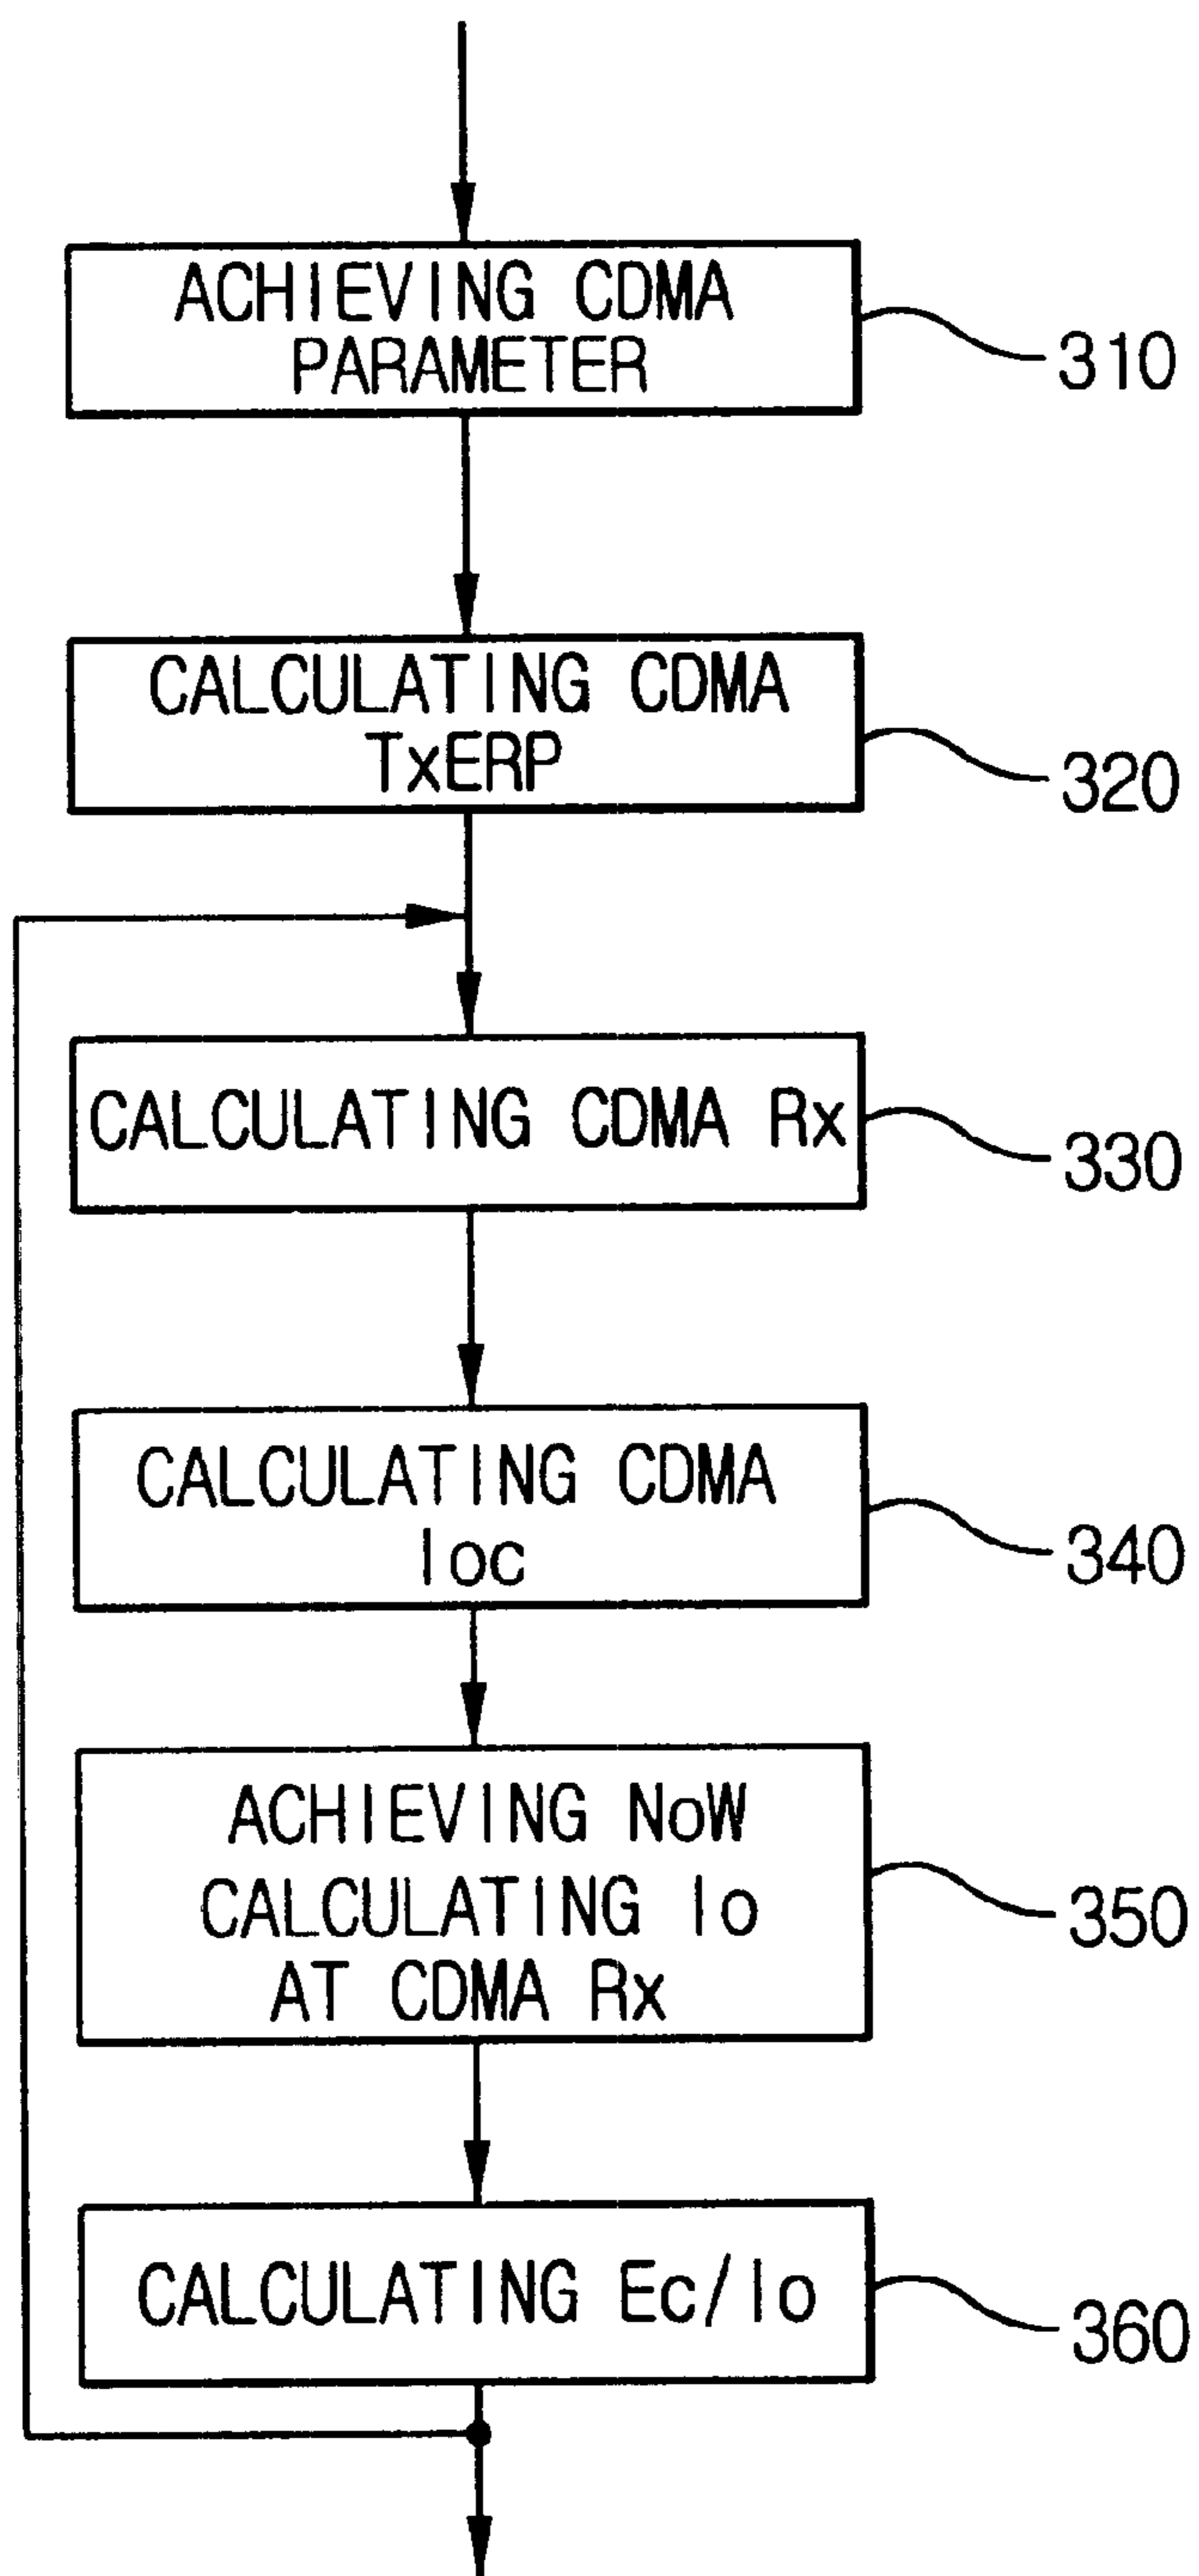 ACHIEVING CDMA
PARAMETER
310
CALCULATING CDMA
TxERP
320
CALCULATING CDMA Rx
330
CALCULATING CDMA
Ioc
340
ACHIEVING NoW
CALCULATING Io
AT CDMA Rx
350
CALCULATING Ec/Io
360